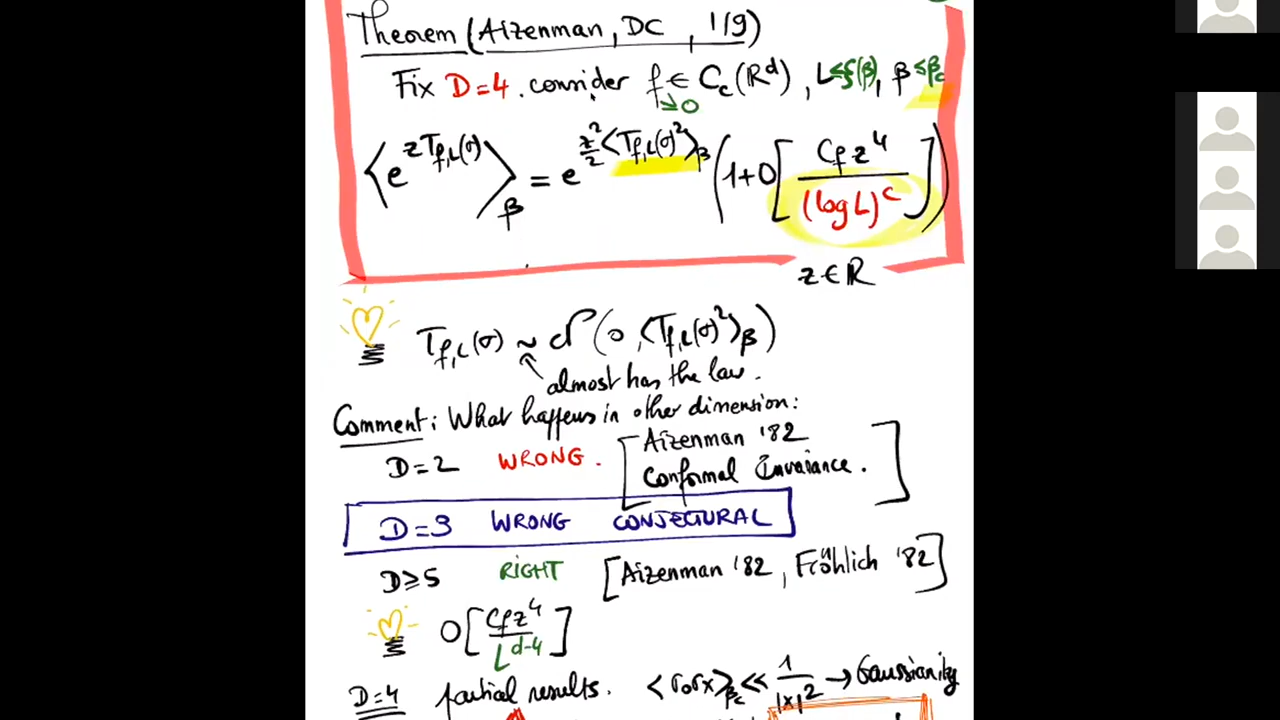 Theorem (Aizenman, DC, '19)
Fix D=4. consider f ∈ C_c(ℝ^d), L≤ξ(β), β≤β_c
≥0
⟨e^{zT_{f,L}(σ)}⟩_β = e^{z²/2 ⟨T_{f,L}(σ)²⟩_β} (1+O[C_f z⁴/(log L)^c])
z∈ℝ
T_{f,L}(σ) ~ 𝒩(0, ⟨T_{f,L}(σ)²⟩_β)
almost has the law.
Comment: What happens in other dimension:
D=2 WRONG. [Aizenman '82
Conformal Invariance.]
D=3 WRONG CONJECTURAL
D≥5 RIGHT [Aizenman '82, Fröhlich '82]
O[C_f z⁴/L^{d-4}]
D=4 partial results. ⟨σ₀σₓ⟩_{β_c} ≪ 1/|x|² → Gaussianity